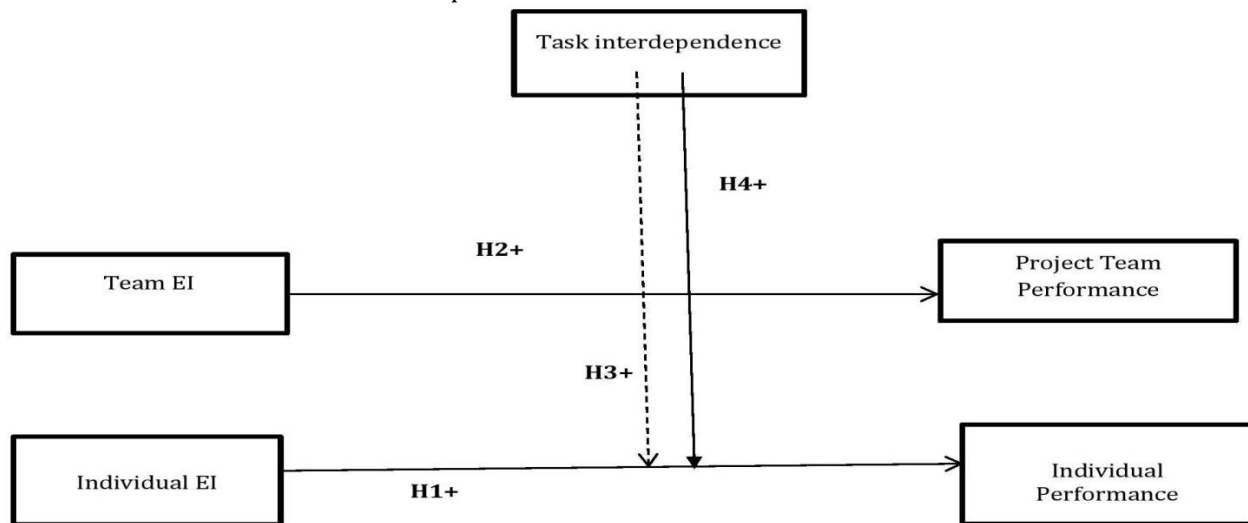 Task interdependence
H4+
H2+
Team EI
Project Team
Performance
H3+
Individual EI
H1+
Individual
Performance